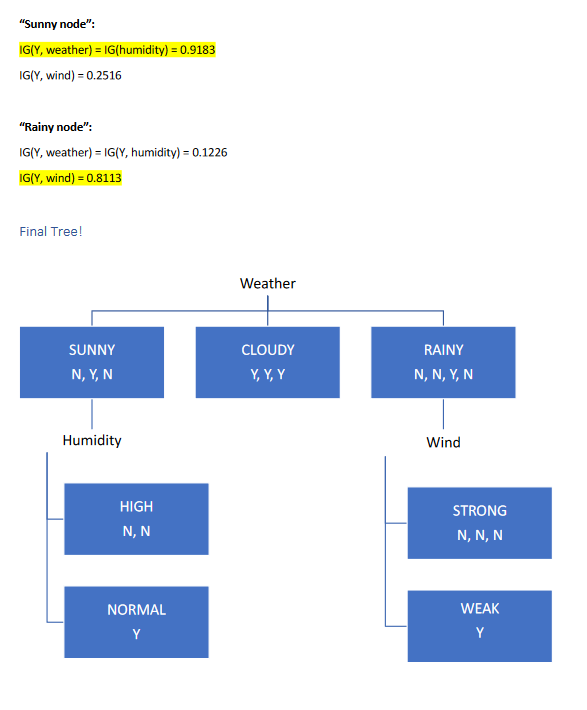 “Sunny node”:
IG(Y, weather) = IG(humidity) = 0.9183
IG(Y, wind) = 0.2516
“Rainy node”:
IG(Y, weather) = IG(Y, humidity) = 0.1226
IG(Y, wind) = 0.8113
Final Tree!
Weather
SUNNY
N, Y, N
CLOUDY
Y, Y, Y
RAINY
N, N, Y, N
Humidity
HIGH
N, N
NORMAL
Y
Wind
STRONG
N, N, N
WEAK
Y